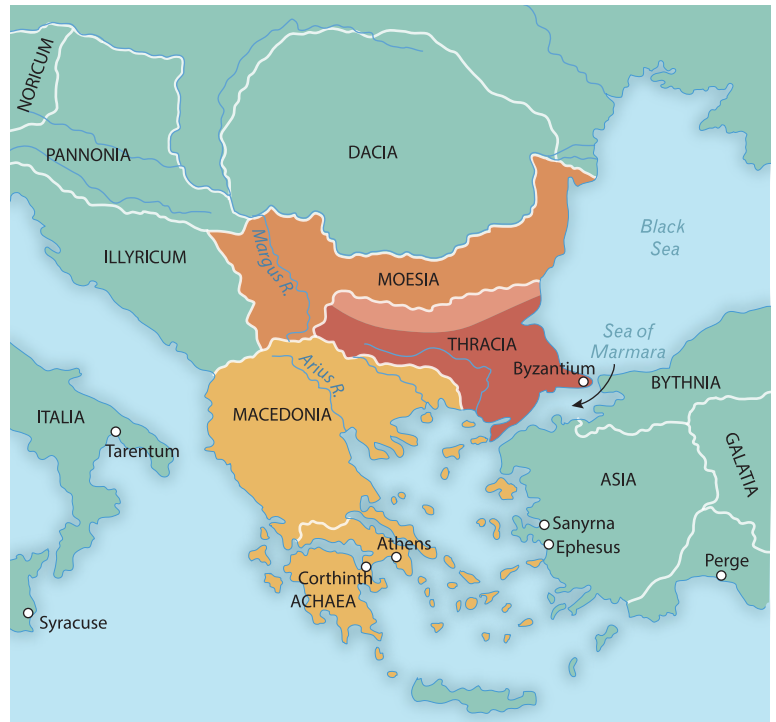 NORICUM
PANNONIA
DACIA
ILLYRICUM
Margus R.
MOESIA
Black
Sea
THRACIA
Sea of
Marmara
Byzantium
BYTHNIA
Arius R.
MACEDONIA
ITALIA
Tarentum
GALATIA
ASIA
Sanyrna
Ephesus
Athens
Corthinth
ACHAEA
Perge
Syracuse